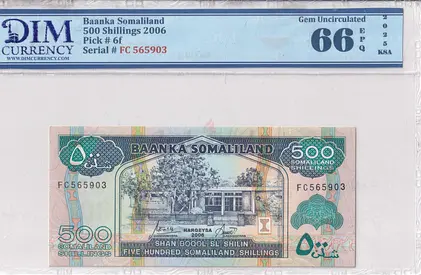 DIM
CURRENCY
WWW.DIMCURRENCY.COM
Baanka Somaliland
500 Shillings 2006
Pick # 6f
Serial # FC 565903
Gem Uncirculated
66
EPQ
2025
K8A
BAANKA SOMALILAND
500
SOMALILAND
SHILLINGS
FC565903
FC565903
HARGEYSA
2006
500
SOMALILAND
SHILLINGS
SHAN BOQOL SL SHILIN
FIVE HUNDRED SOMALILAND SHILLINGS